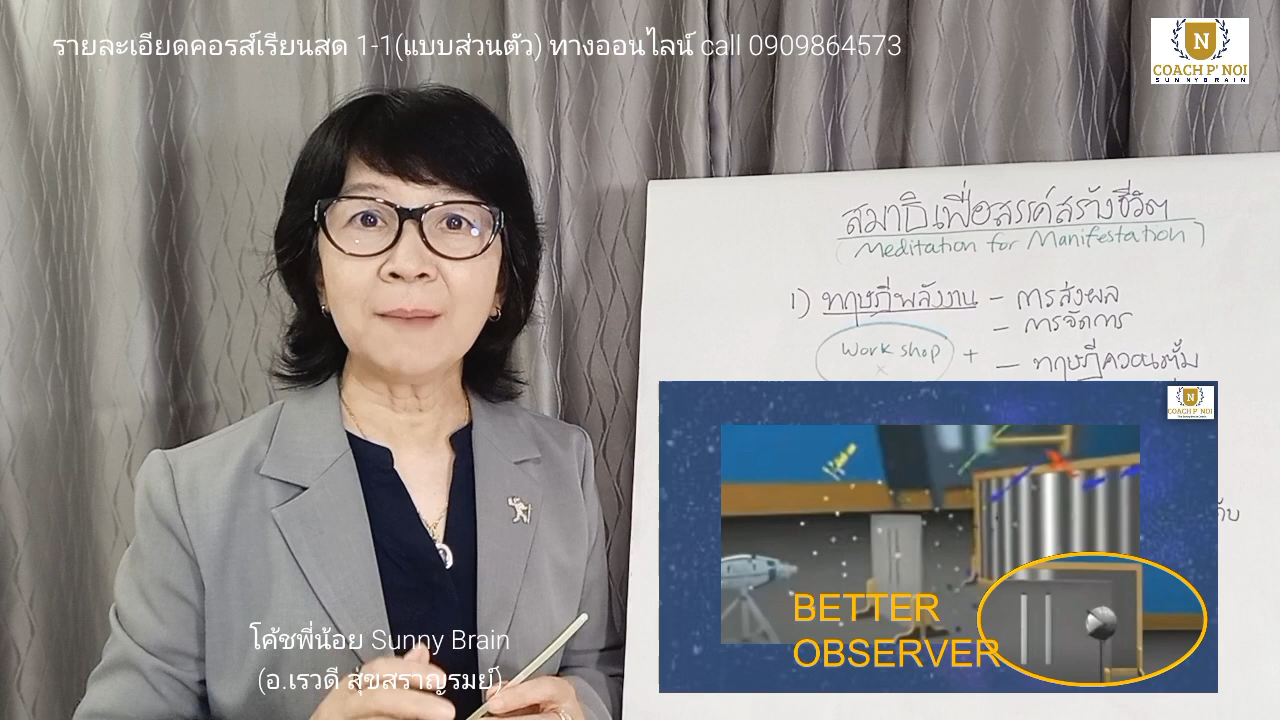 รายละเอียดคอรส์เรียนสด 1-1(แบบส่วนตัว) ทางออนไลน์ call 0909864573
N
COACH P' NOI
SUNNYBRAIN
สมาธิเพื่อสรรค์สร้างชีวิต
(Meditation for Manifestation)
1) ทฤษฎีพลังงาน - การส่งผล
- การจัดการ
Workshop +
x
- ทฤษฎีควอนตั้ม
N
COACH P' NOI
BETTER
OBSERVER
โค้ชพี่น้อย Sunny Brain
(อ.เรวดี สุ่ขสราญรมย์)